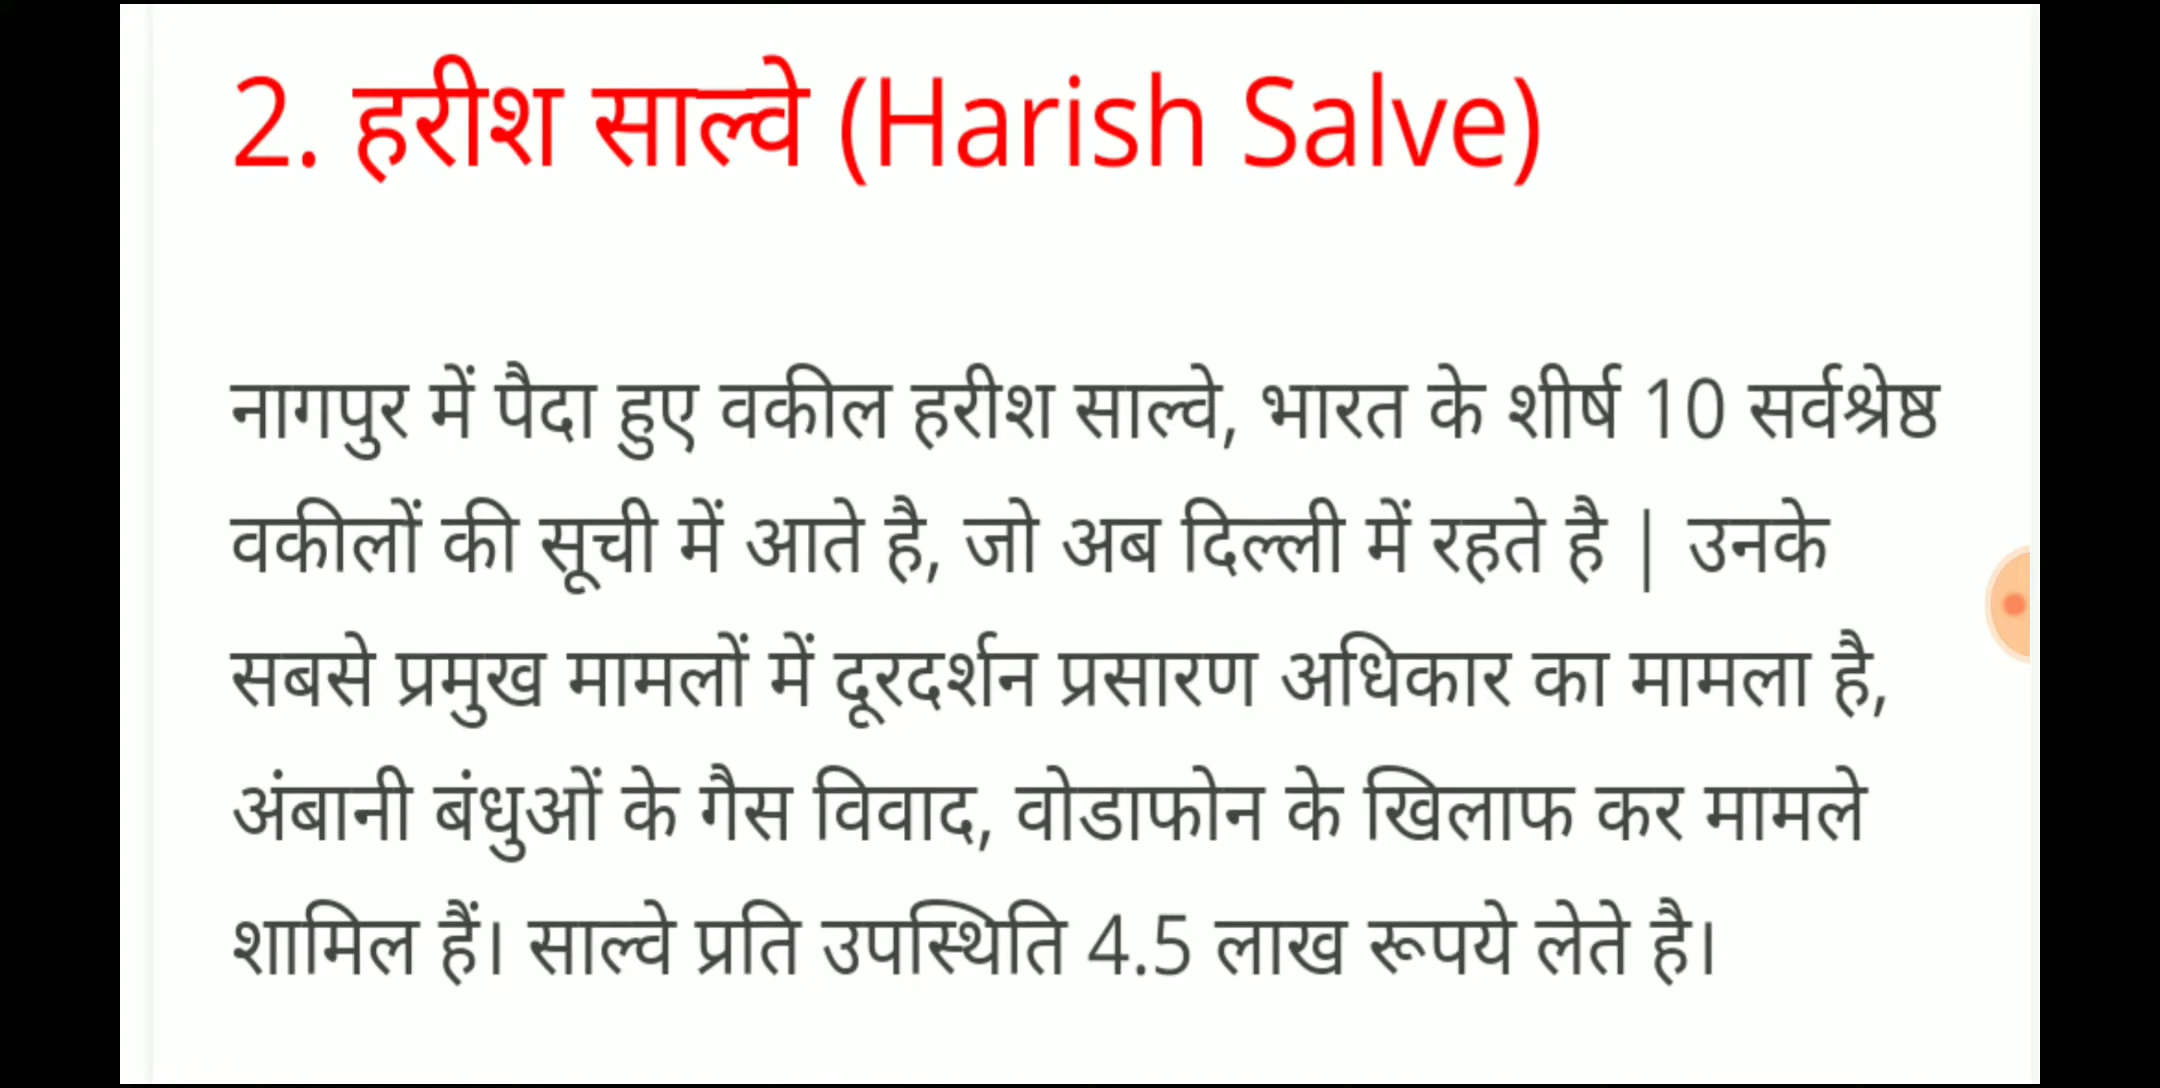 2. हरीश साल्वे (Harish Salve)
नागपुर में पैदा हुए वकील हरीश साल्वे, भारत के शीर्ष 10 सर्वश्रेष्ठ
वकीलों की सूची में आते है, जो अब दिल्ली में रहते है | उनके
सबसे प्रमुख मामलों में दूरदर्शन प्रसारण अधिकार का मामला है,
अंबानी बंधुओं के गैस विवाद, वोडाफोन के खिलाफ कर मामले
शामिल हैं। साल्वे प्रति उपस्थिति 4.5 लाख रूपये लेते है।